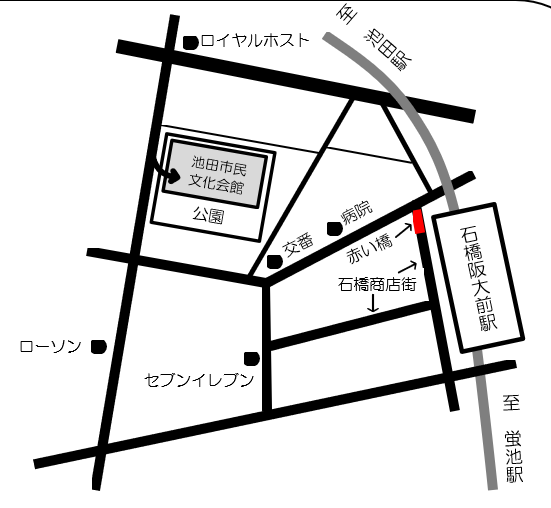 至 池田駅
ロイヤルホスト
池田市民
文化会館
公園
病院
交番
赤い橋
石橋阪大前駅
石橋商店街
ローソン
セブンイレブン
至 蛍池駅